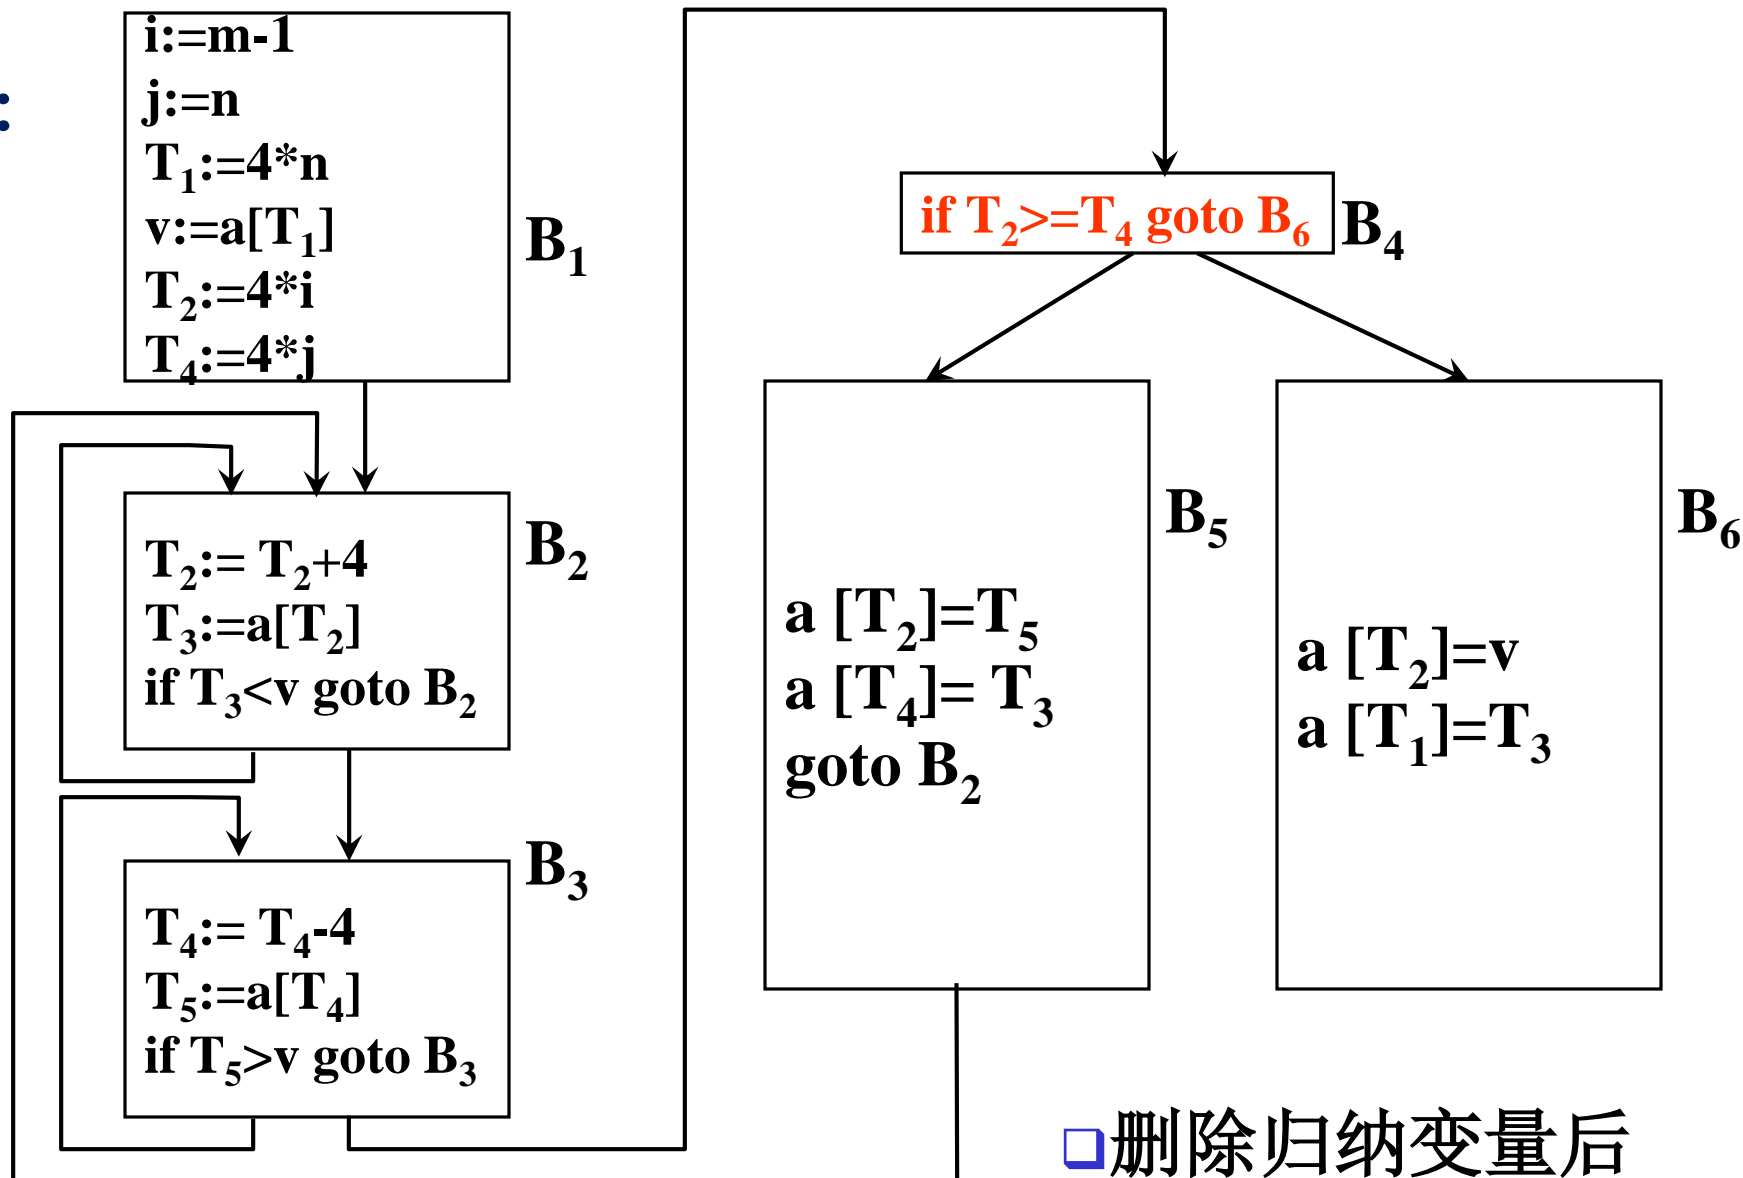 :
i:=m-1
j:=n
T₁:=4*n
v:=a[T₁]
T₂:=4*i
T₄:=4*j
B₁
T₂:= T₂+4
T₃:=a[T₂]
if T₃<v goto B₂
B₂
T₄:= T₄-4
T₅:=a[T₄]
if T₅>v goto B₃
B₃
if T₂>=T₄ goto B₆
B₄
a [T₂]=T₅
a [T₄]= T₃
goto B₂
B₅
a [T₂]=v
a [T₁]=T₃
B₆
删除归纳变量后